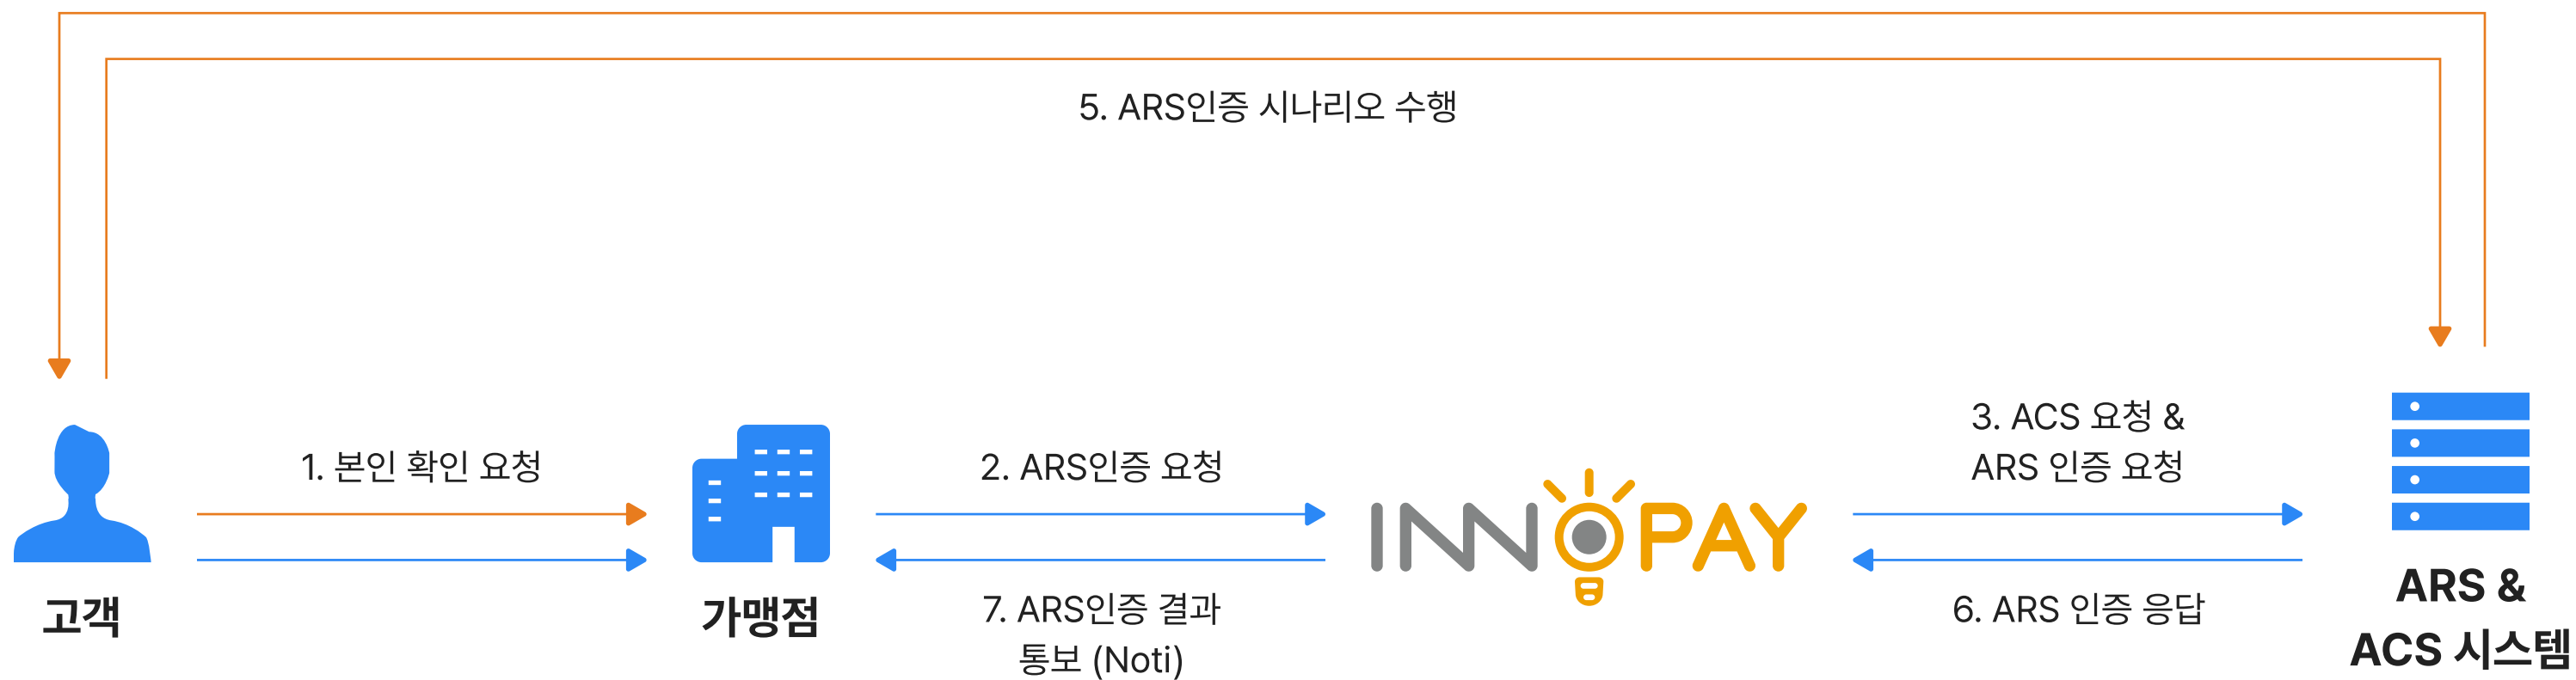 5. ARS인증 시나리오 수행
1. 본인 확인 요청
고객
가맹점
2. ARS인증 요청
7. ARS인증 결과
통보 (Noti)
INNOPAY
3. ACS 요청 &
ARS 인증 요청
6. ARS 인증 응답
ARS &
ACS 시스템